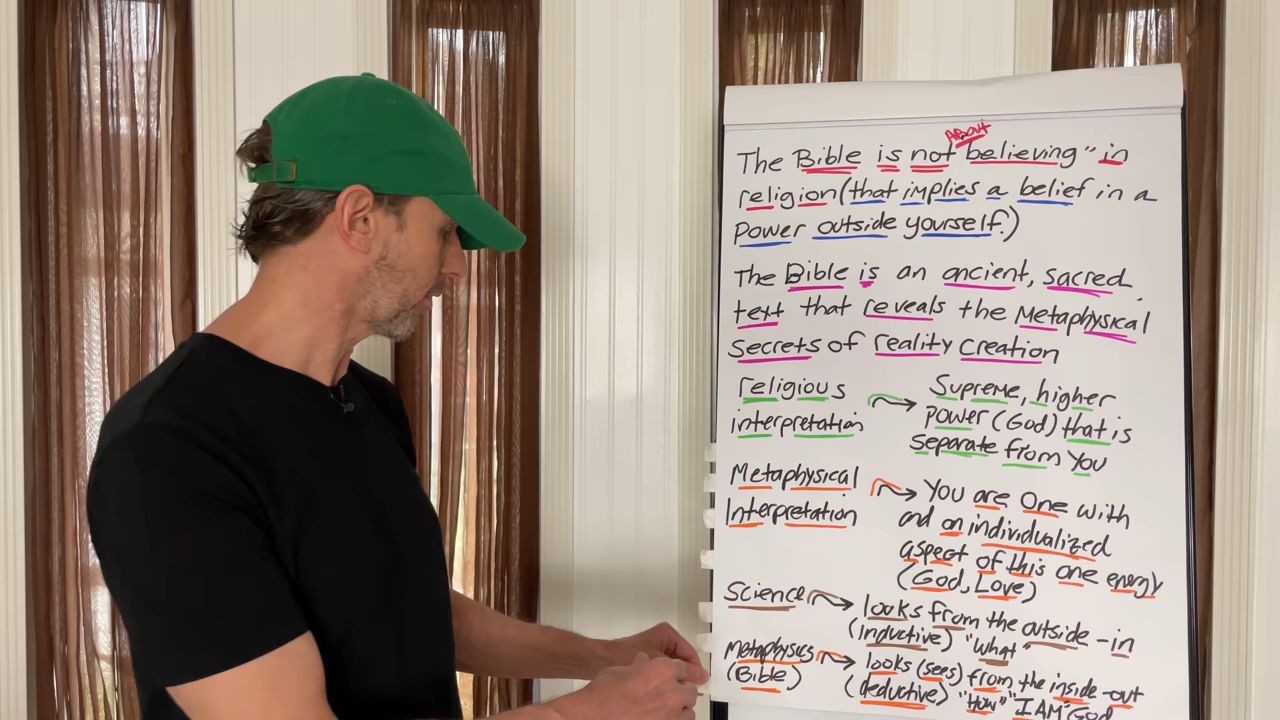 ABOUT
The Bible is not believing" in
religion (that implies a belief in a
Power outside yourself.)
The Bible is an ancient, sacred
text that reveals the Metaphysical
Secrets of reality creation
religious interpretation → Supreme, higher
power (God) that is
separate from You
Metaphysical Interpretation → You are One with
and an individualized
aspect of this one energy
(God, Love)
Science → looks from the outside-in
(inductive) "What"
Metaphysics (Bible) → looks (sees) from the inside-out
(deductive) "How" "I AM" God